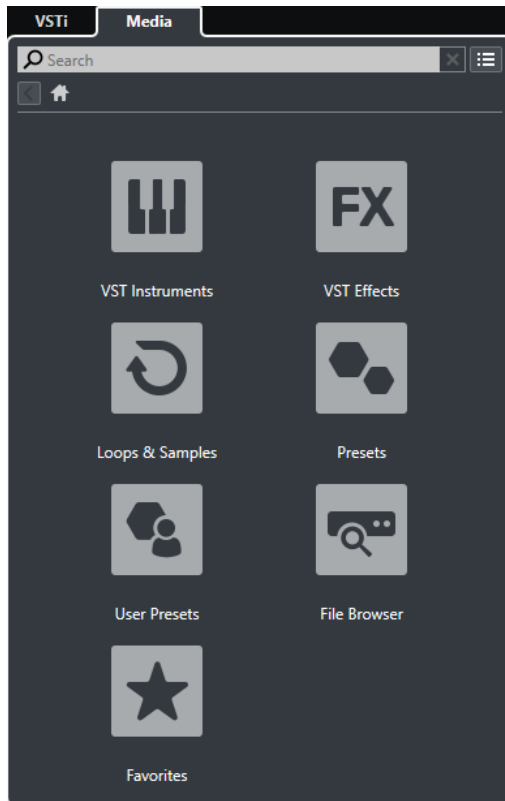 VSTi Media
Search
VST Instruments FX VST Effects
Loops & Samples Presets
User Presets File Browser
Favorites